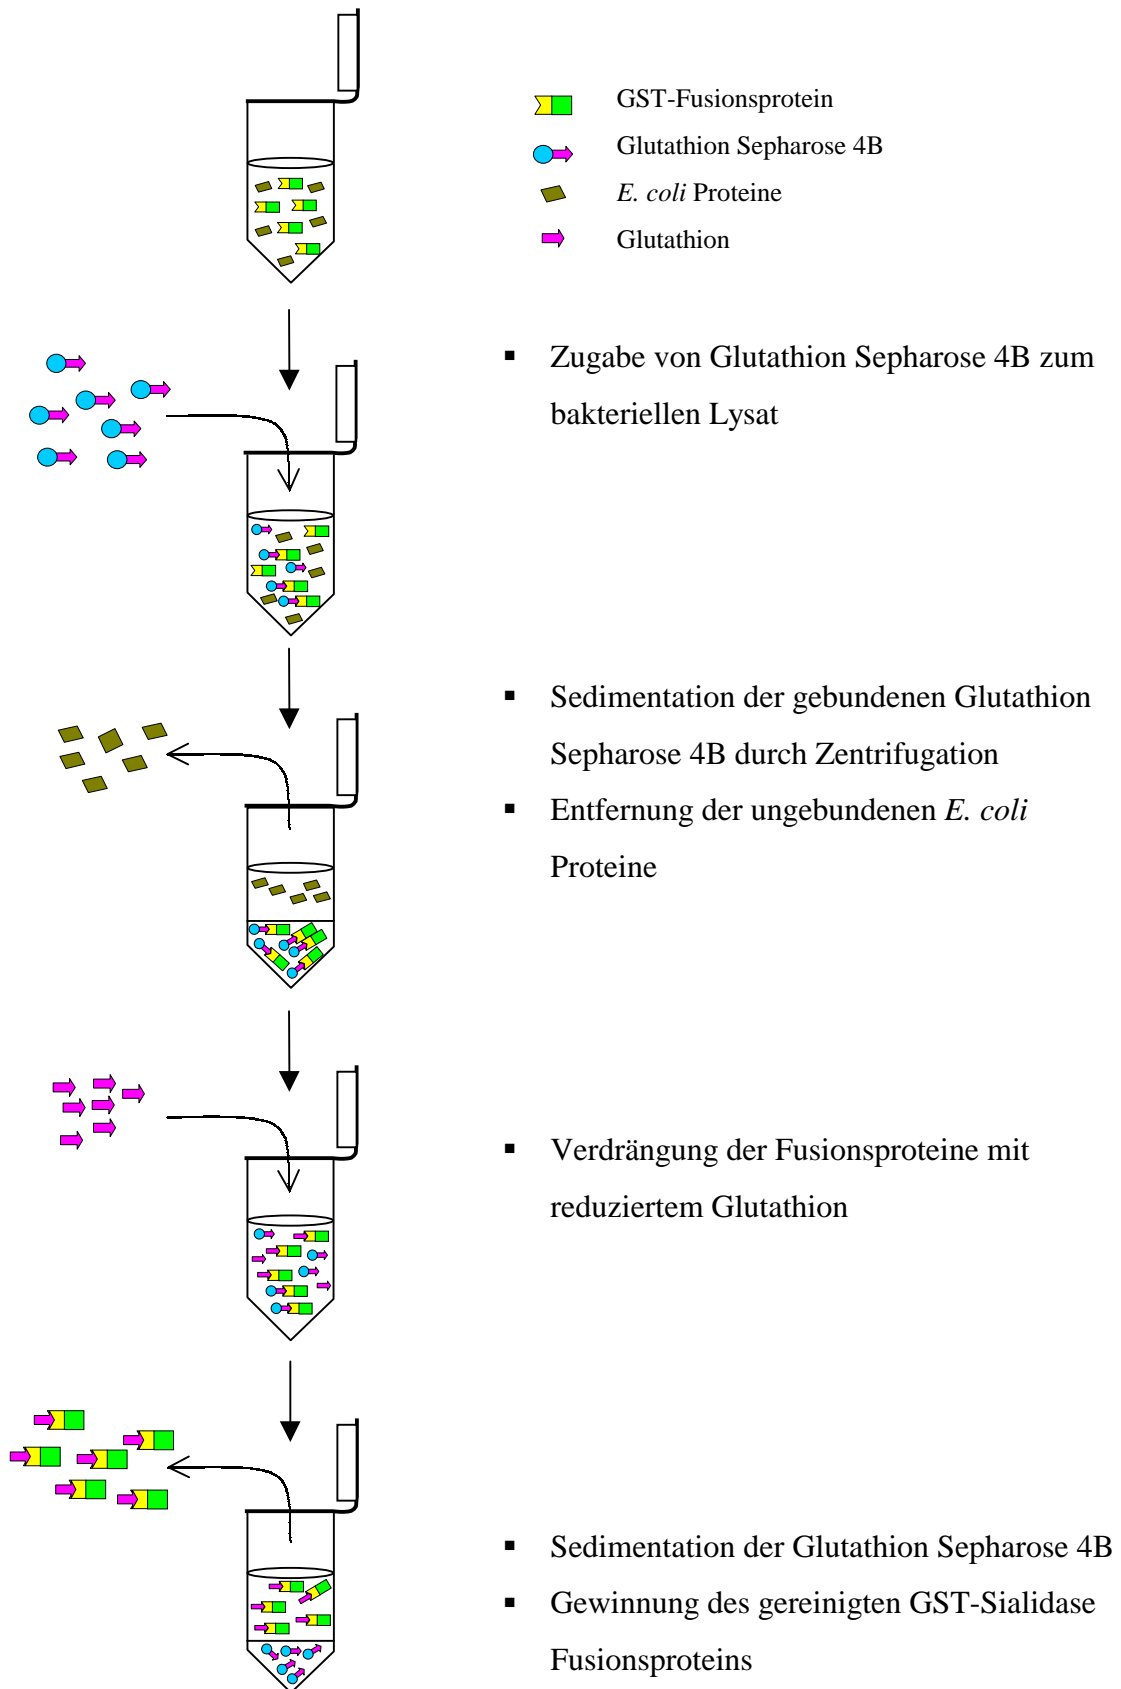 GST-Fusionsprotein
Glutathion Sepharose 4B
E. coli Proteine
Glutathion
▪ Zugabe von Glutathion Sepharose 4B zum
bakteriellen Lysat
▪ Sedimentation der gebundenen Glutathion
Sepharose 4B durch Zentrifugation
▪ Entfernung der ungebundenen E. coli
Proteine
▪ Verdrängung der Fusionsproteine mit
reduziertem Glutathion
▪ Sedimentation der Glutathion Sepharose 4B
▪ Gewinnung des gereinigten GST-Sialidase
Fusionsproteins